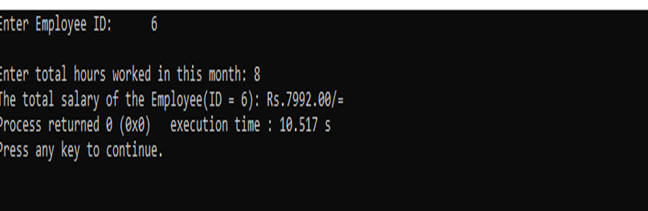 Enter Employee ID: 6
Enter total hours worked in this month: 8
The total salary of the Employee(ID = 6): Rs.7992.00/=
Process returned 0 (0x0) execution time : 10.517 s
Press any key to continue.